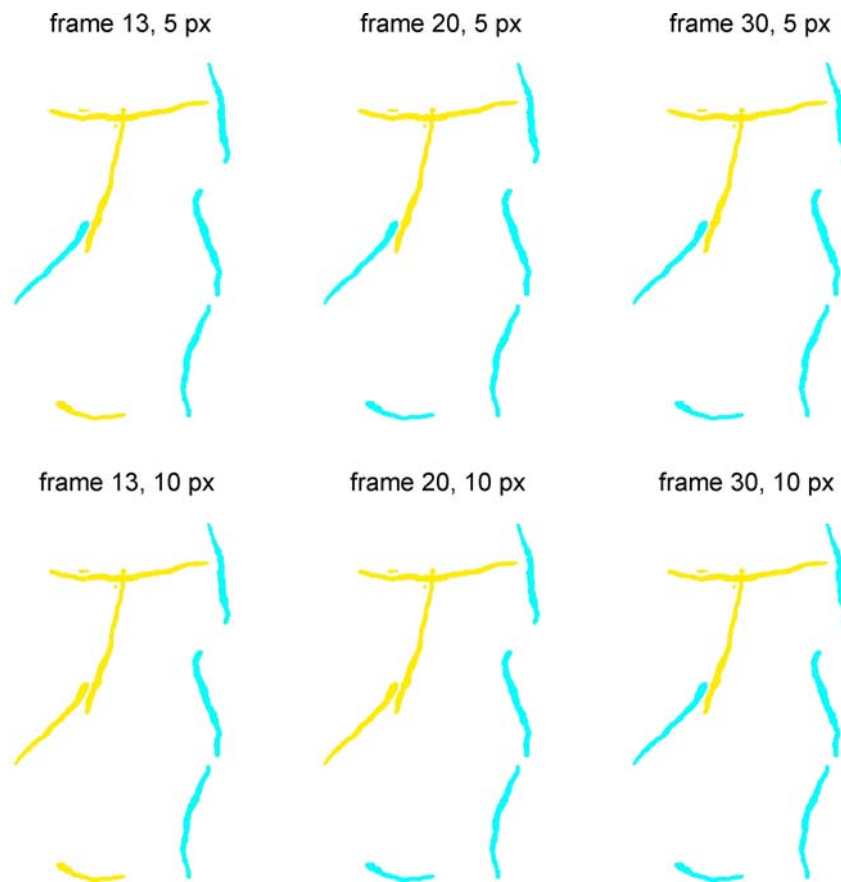 frame 13, 5 px
frame 20, 5 px
frame 30, 5 px
frame 13, 10 px
frame 20, 10 px
frame 30, 10 px